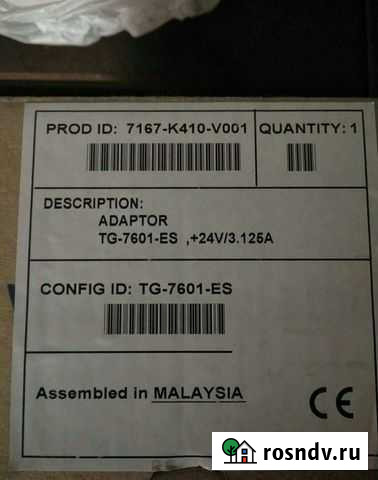 PROD ID: 7167-K410-V001
QUANTITY: 1
DESCRIPTION:
ADAPTOR
TG-7601-ES ,+24V/3.125A
CONFIG ID: TG-7601-ES
Assembled in MALAYSIA
CE
rosndv.ru